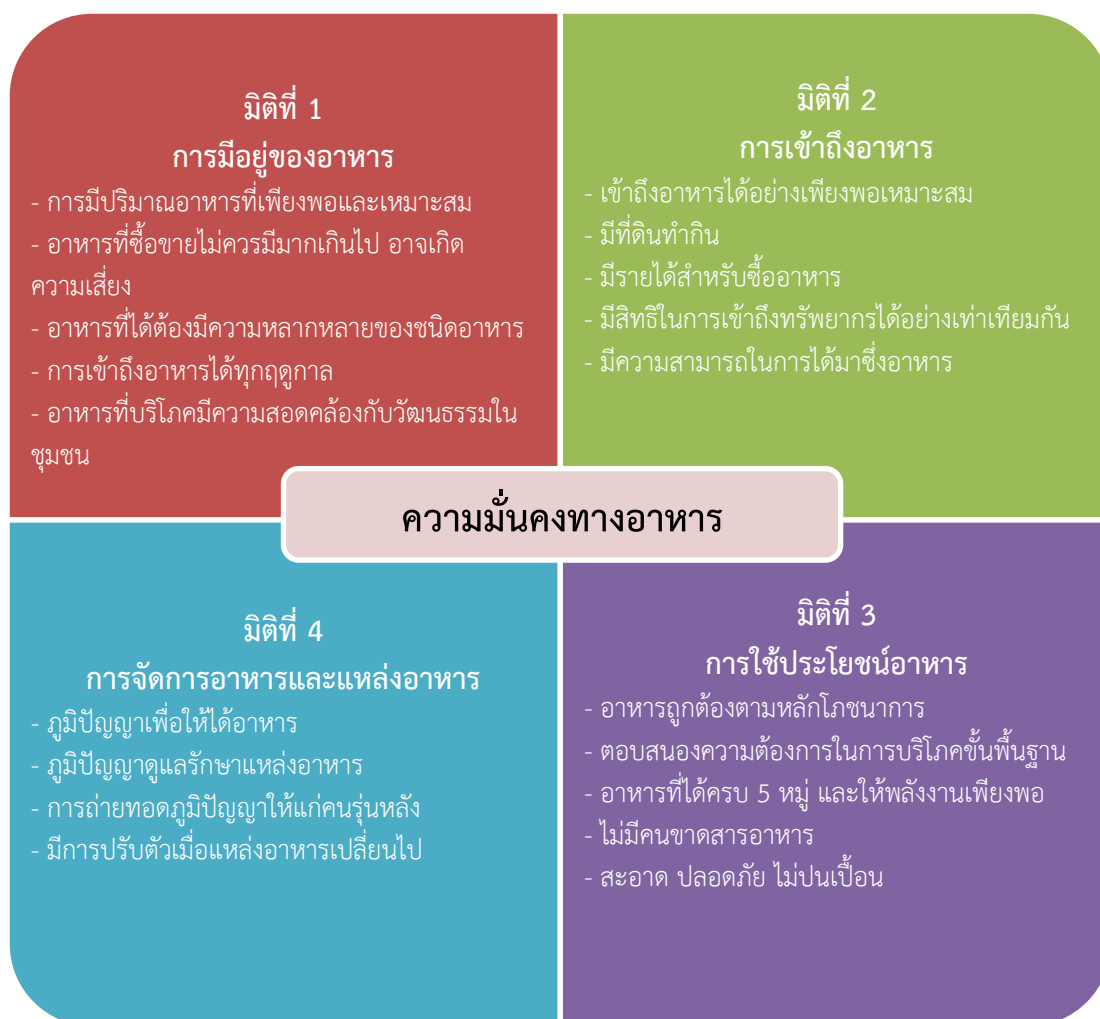 มิติที่ 1
การมีอยู่ของอาหาร
- การมีปริมาณอาหารที่เพียงพอและเหมาะสม
- อาหารที่ซื้อขายไม่ควรมีมากเกินไป อาจเกิด
ความเสี่ยง
- อาหารที่ได้ต้องมีความหลากหลายของชนิดอาหาร
- การเข้าถึงอาหารได้ทุกฤดูกาล
- อาหารที่บริโภคมีความสอดคล้องกับวัฒนธรรมใน
ชุมชน
มิติที่ 2
การเข้าถึงอาหาร
- เข้าถึงอาหารได้อย่างเพียงพอเหมาะสม
- มีที่ดินทำกิน
- มีรายได้สำหรับซื้ออาหาร
- มีสิทธิในการเข้าถึงทรัพยากรได้อย่างเท่าเทียมกัน
- มีความสามารถในการได้มาซึ่งอาหาร
ความมั่นคงทางอาหาร
มิติที่ 4
การจัดการอาหารและแหล่งอาหาร
- ภูมิปัญญาเพื่อให้ได้อาหาร
- ภูมิปัญญาดูแลรักษาแหล่งอาหาร
- การถ่ายทอดภูมิปัญญาให้แก่คนรุ่นหลัง
- มีการปรับตัวเมื่อแหล่งอาหารเปลี่ยนไป
มิติที่ 3
การใช้ประโยชน์อาหาร
- อาหารถูกต้องตามหลักโภชนาการ
- ตอบสนองความต้องการในการบริโภคขั้นพื้นฐาน
- อาหารที่ได้ครบ 5 หมู่ และให้พลังงานเพียงพอ
- ไม่มีคนขาดสารอาหาร
- สะอาด ปลอดภัย ไม่ปนเปื้อน